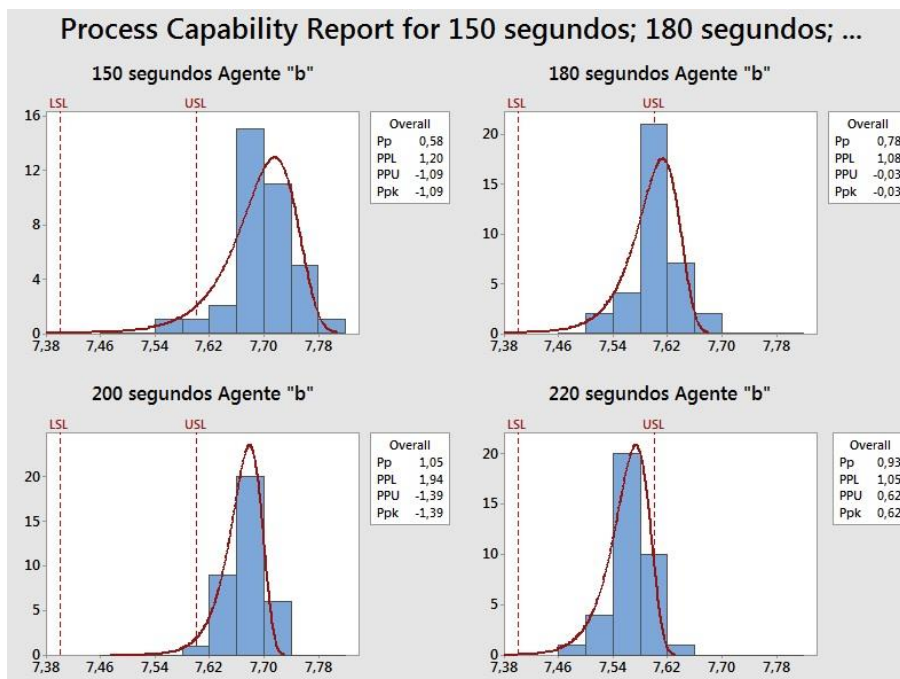 Process Capability Report for 150 segundos; 180 segundos; ...
150 segundos Agente "b"
LSL USL
16
12
8
4
0
7,38 7,46 7,54 7,62 7,70 7,78
Overall
Pp 0,58
PPL 1,20
PPU -1,09
Ppk -1,09
180 segundos Agente "b"
LSL USL
20
15
10
5
0
7,38 7,46 7,54 7,62 7,70 7,78
Overall
Pp 0,78
PPL 1,08
PPU -0,03
Ppk -0,03
200 segundos Agente "b"
LSL USL
20
15
10
5
0
7,38 7,46 7,54 7,62 7,70 7,78
Overall
Pp 1,05
PPL 1,94
PPU -1,39
Ppk -1,39
220 segundos Agente "b"
LSL USL
20
15
10
5
0
7,38 7,46 7,54 7,62 7,70 7,78
Overall
Pp 0,93
PPL 1,05
PPU 0,62
Ppk 0,62